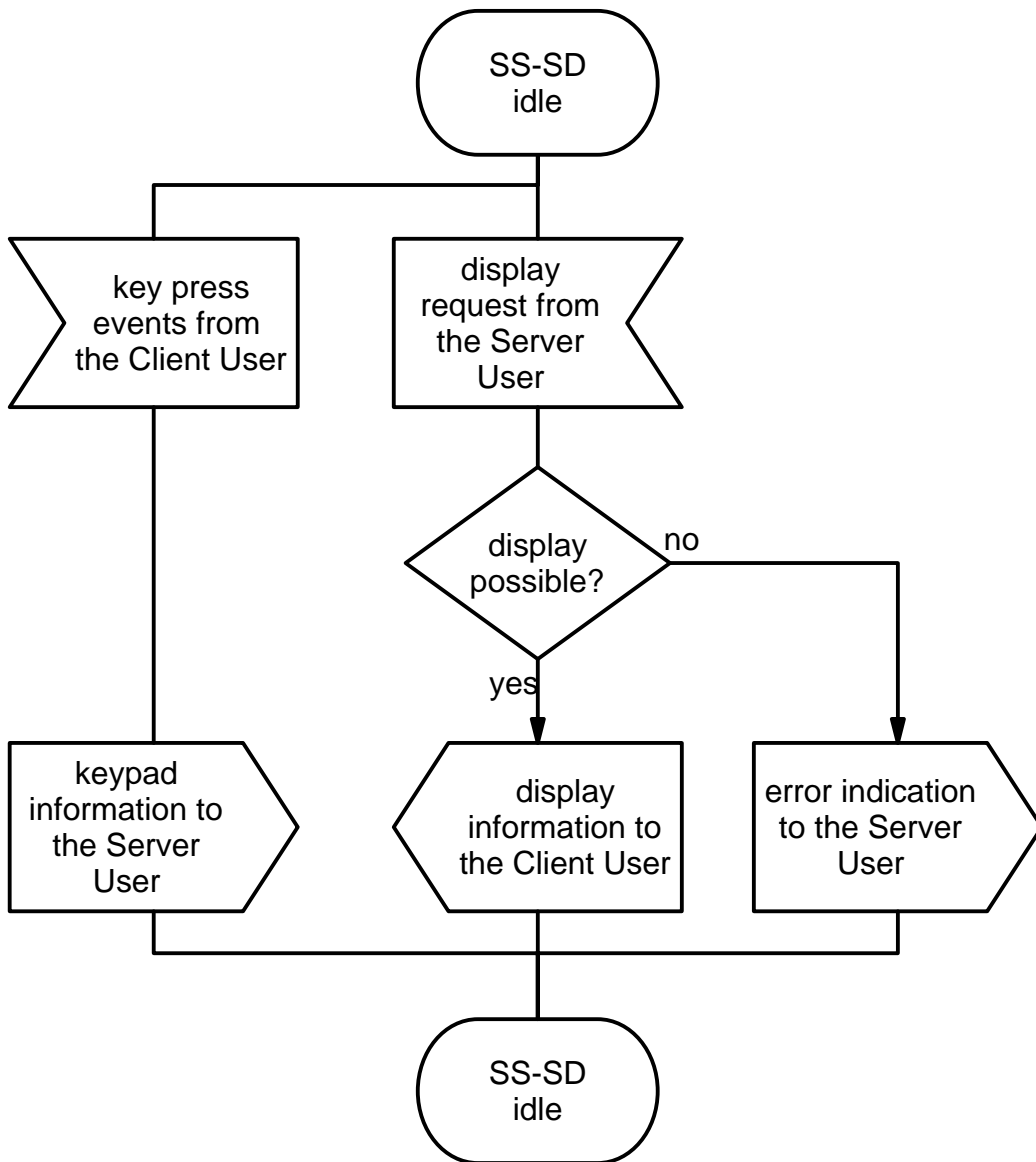 SS-SD
idle
key press
events from
the Client User
display
request from
the Server
User
display
possible?
no
yes
keypad
information to
the Server
User
display
information to
the Client User
error indication
to the Server
User
SS-SD
idle